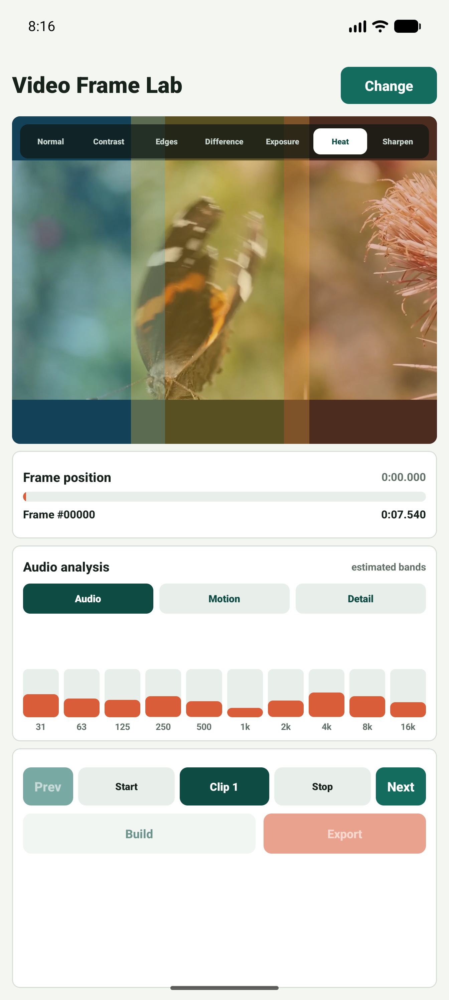 8:16
Video Frame Lab
Change
Normal Contrast Edges Difference Exposure Heat Sharpen
Frame position 0:00.000
Frame #00000 0:07.540
Audio analysis estimated bands
Audio Motion Detail
31 63 125 250 500 1k 2k 4k 8k 16k
Prev Start Clip 1 Stop Next
Build Export